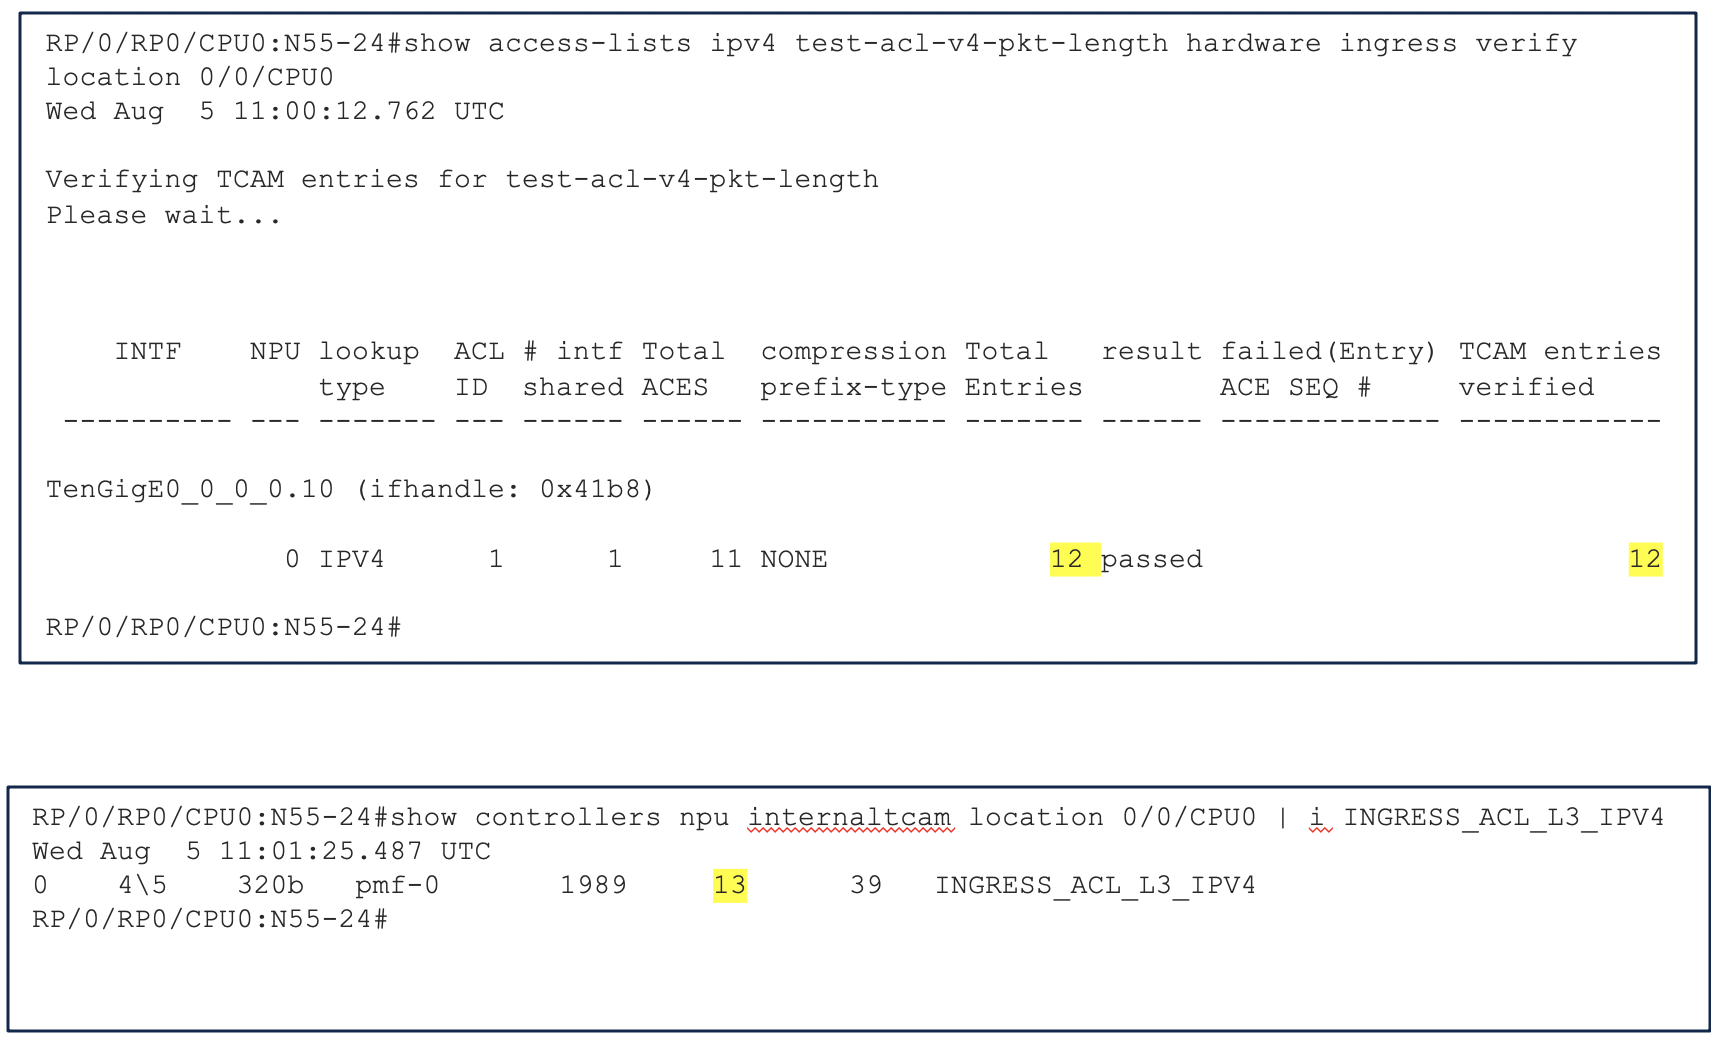 RP/0/RP0/CPU0:N55-24#show access-lists ipv4 test-acl-v4-pkt-length hardware ingress verify
location 0/0/CPU0
Wed Aug  5 11:00:12.762 UTC
Verifying TCAM entries for test-acl-v4-pkt-length
Please wait...
    INTF    NPU lookup  ACL # intf Total  compression Total   result failed(Entry) TCAM entries
                type    ID  shared ACES   prefix-type Entries        ACE SEQ #     verified
 ---------- --- ------- --- ------ ------ ----------- ------- ------ ------------- ------------
TenGigE0_0_0_0.10 (ifhandle: 0x41b8)
              0 IPV4      1      1     11 NONE             12 passed                         12
RP/0/RP0/CPU0:N55-24#
RP/0/RP0/CPU0:N55-24#show controllers npu internaltcam location 0/0/CPU0 | i INGRESS_ACL_L3_IPV4
Wed Aug  5 11:01:25.487 UTC
0    4\5    320b   pmf-0       1989     13      39   INGRESS_ACL_L3_IPV4
RP/0/RP0/CPU0:N55-24#